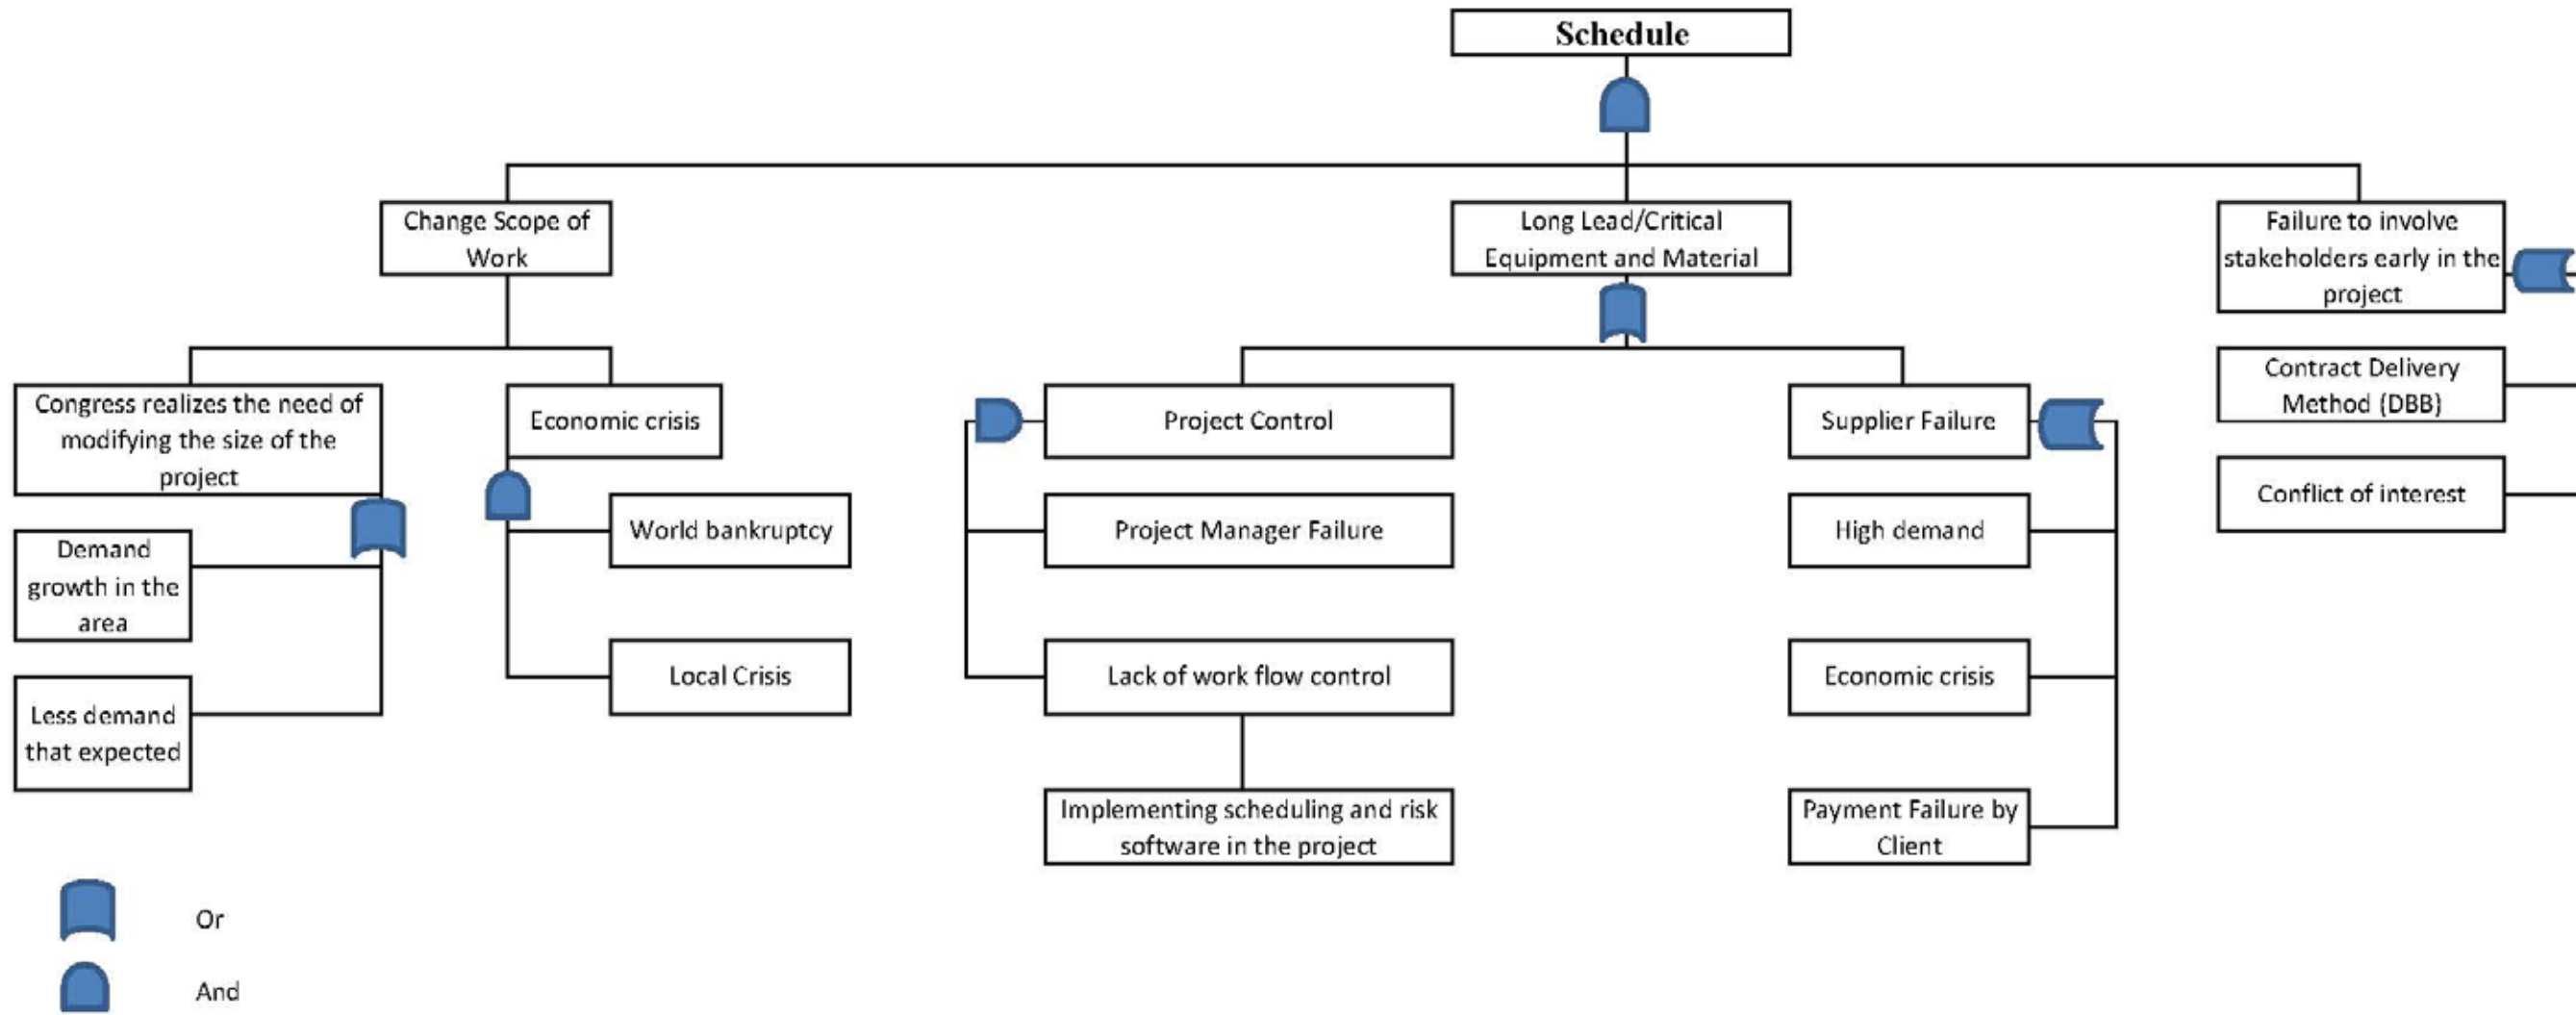 Schedule
Change Scope of
Work
Long Lead/Critical
Equipment and Material
Failure to involve
stakeholders early in the
project
Congress realizes the need of
modifying the size of the
project
Economic crisis
Project Control
Supplier Failure
Contract Delivery
Method (DBB)
Demand
growth in the
area
World bankruptcy
Project Manager Failure
High demand
Conflict of interest
Less demand
that expected
Local Crisis
Lack of work flow control
Economic crisis
Implementing scheduling and risk
software in the project
Payment Failure by
Client
Or
And